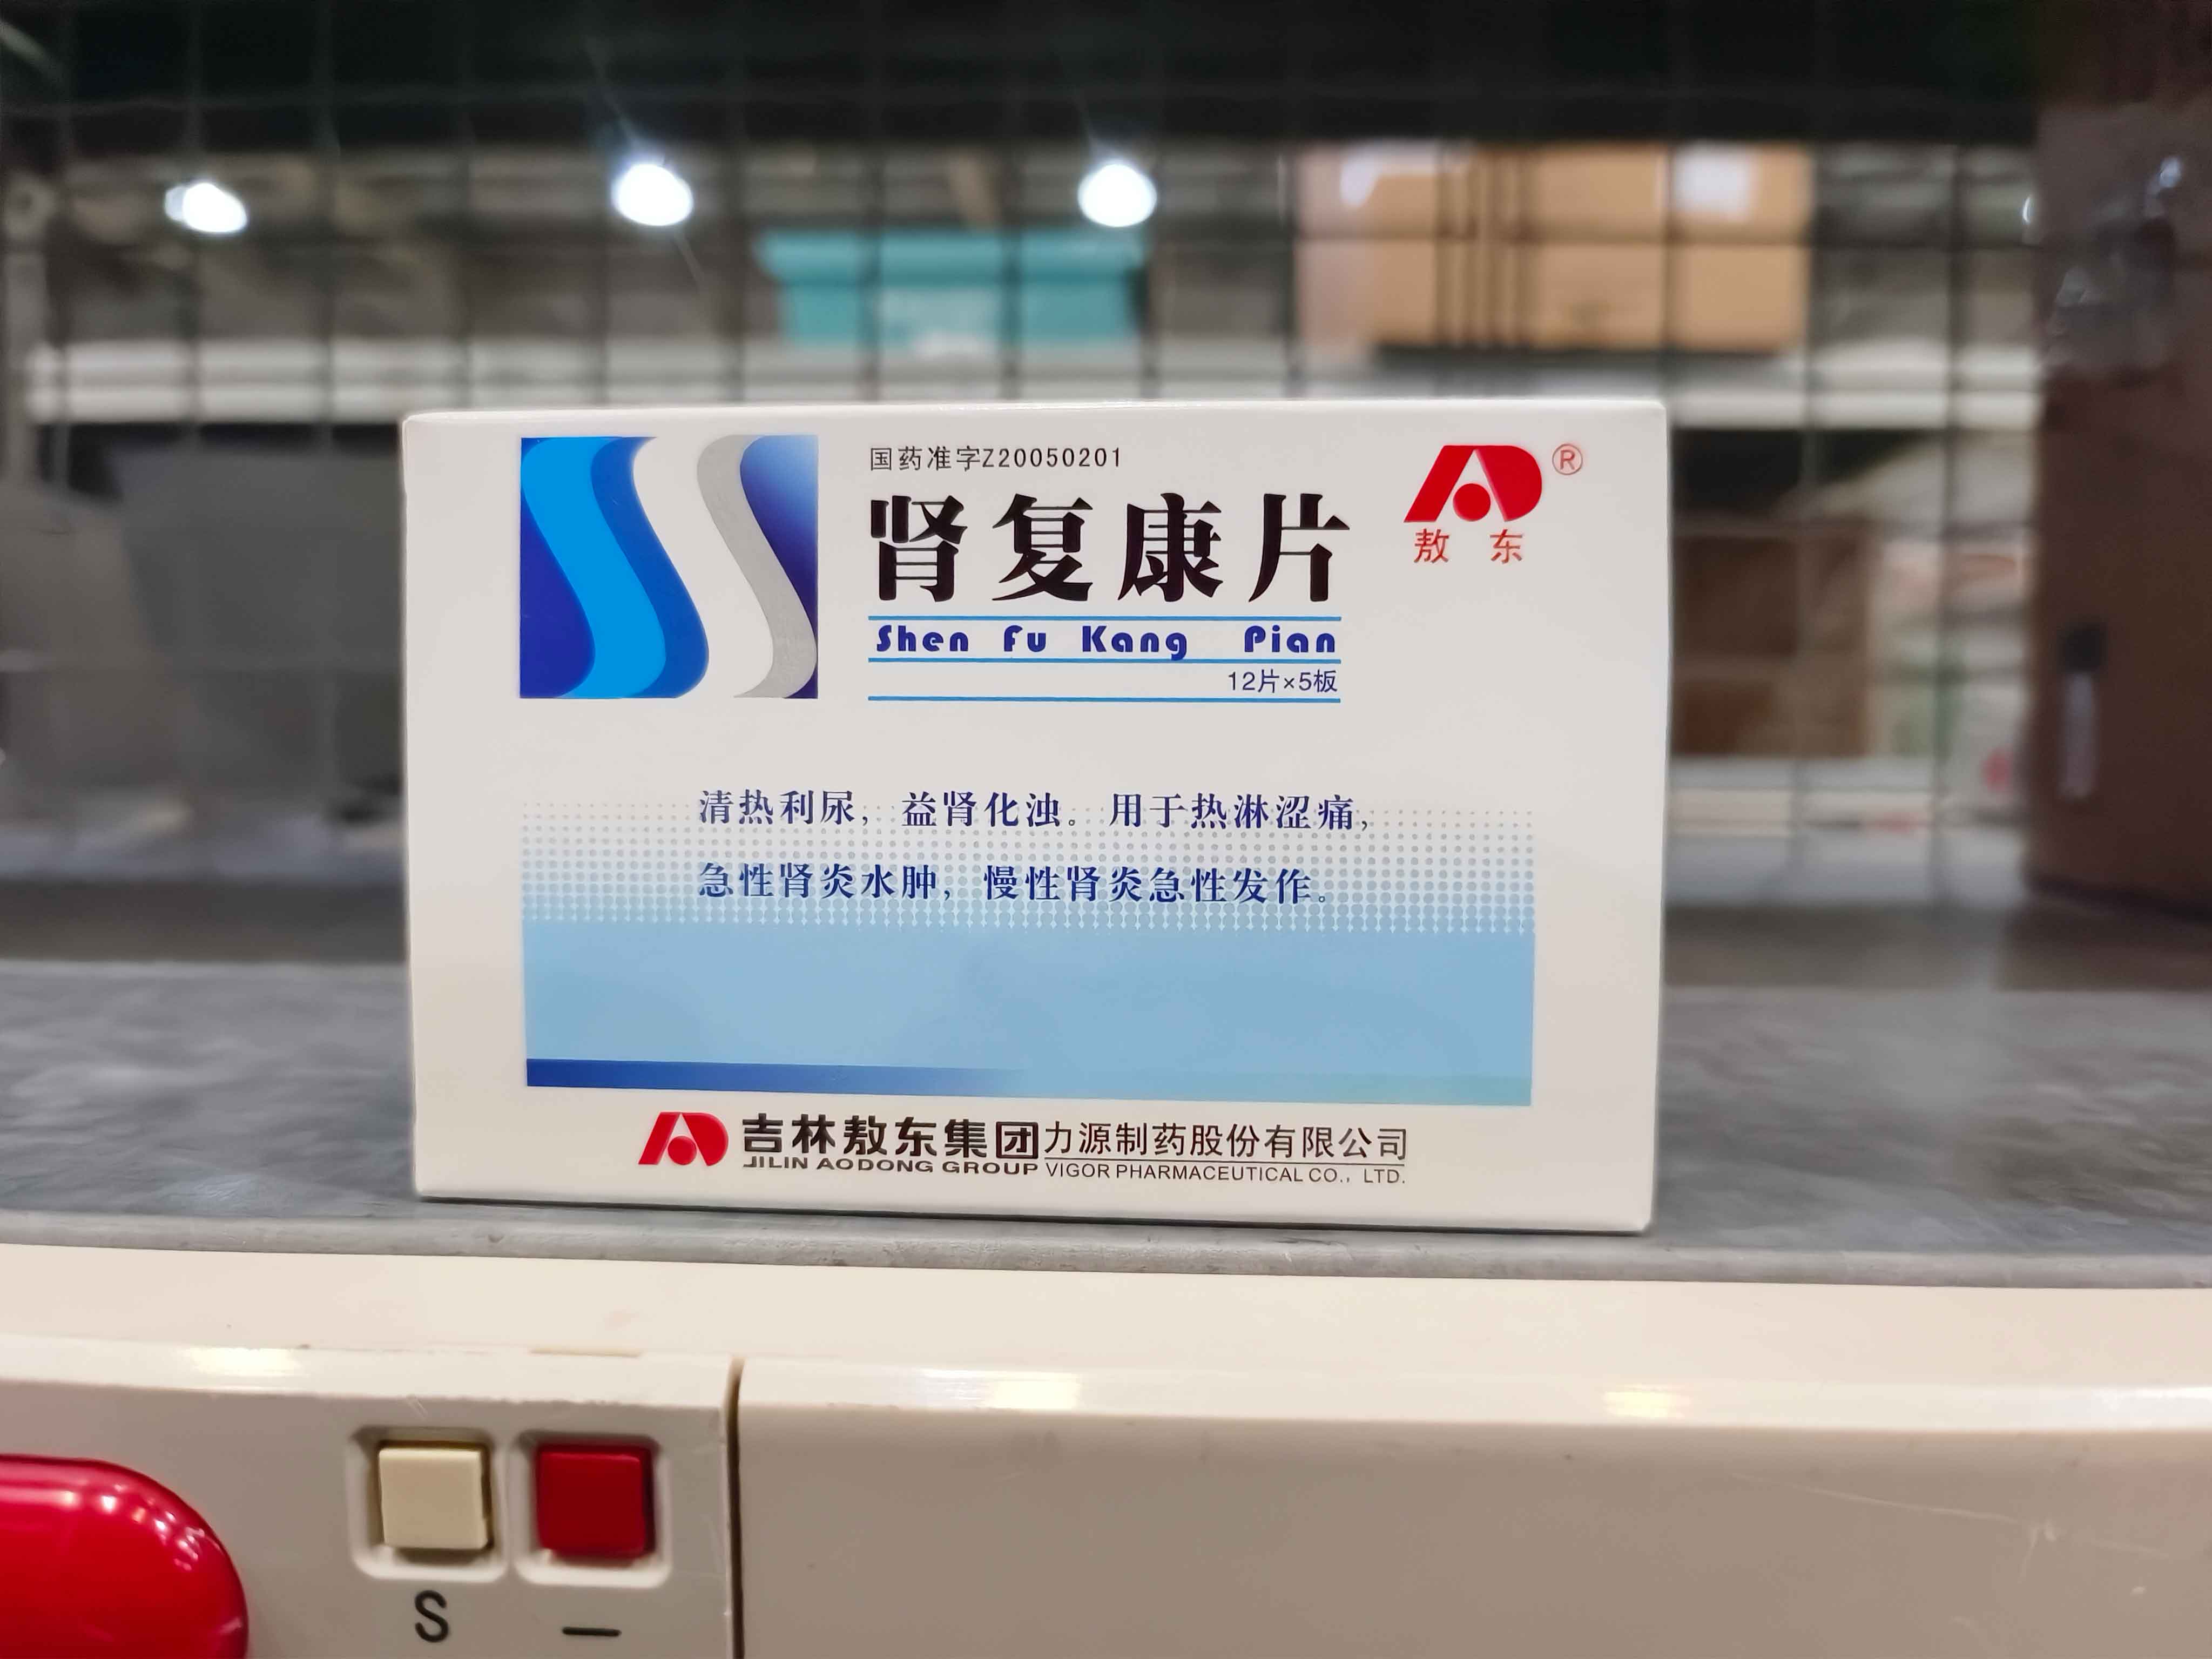 国药准字Z20050201
肾复康片
Shen Fu Kang Pian
12片×5板
®
敖东
清热利尿，益肾化浊。用于热淋涩痛，
急性肾炎水肿，慢性肾炎急性发作。
吉林敖东集团力源制药股份有限公司
JILIN AODONG GROUP VIGOR PHARMACEUTICAL CO., LTD.
S
—